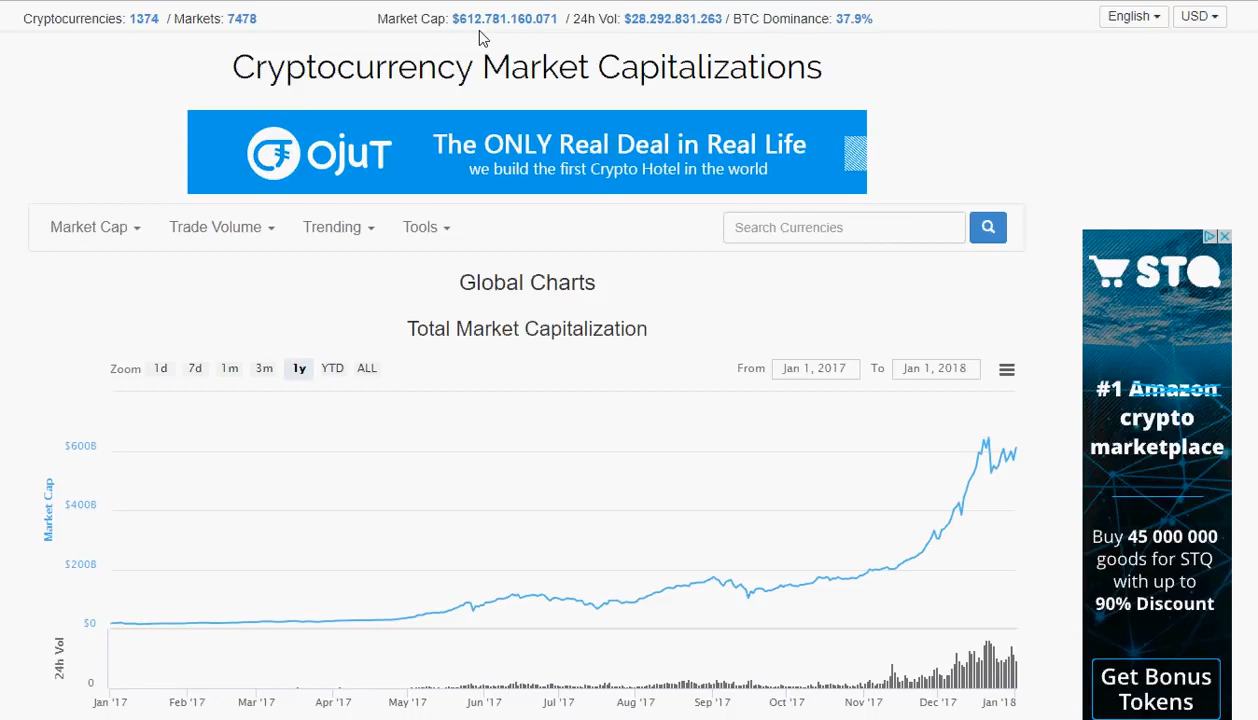 Cryptocurrencies: 1374 / Markets: 7478
Market Cap: $612.781.160.071 / 24h Vol: $28.292.831.263 / BTC Dominance: 37.9%
English
USD
Cryptocurrency Market Capitalizations
OJUT
The ONLY Real Deal in Real Life
we build the first Crypto Hotel in the world
Market Cap
Trade Volume
Trending
Tools
Search Currencies
Global Charts
Total Market Capitalization
Zoom 1d 7d 1m 3m 1y YTD ALL
From Jan 1, 2017 To Jan 1, 2018
$600B
$400B
$200B
$0
Market Cap
24h Vol
0
Jan '17 Feb '17 Mar '17 Apr '17 May '17 Jun '17 Jul '17 Aug '17 Sep '17 Oct '17 Nov '17 Dec '17 Jan '18
STQ
#1 Amazon
crypto
marketplace
Buy 45 000 000
goods for STQ
with up to
90% Discount
Get Bonus
Tokens